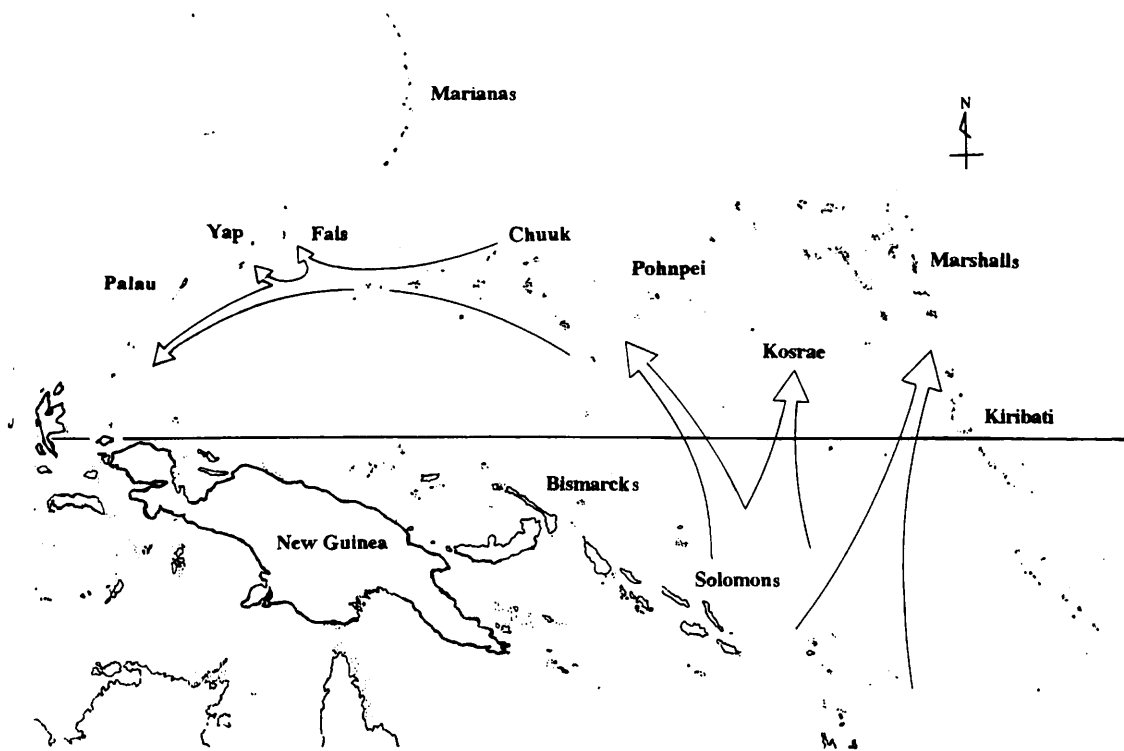 Marianas
N
Yap
Fais
Chuuk
Palau
Pohnpei
Marshalls
Kosrae
Kiribati
Bismarcks
New Guinea
Solomons